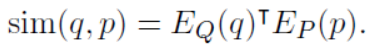 sim(q, p) = E_Q(q)^⊺ E_P(p).